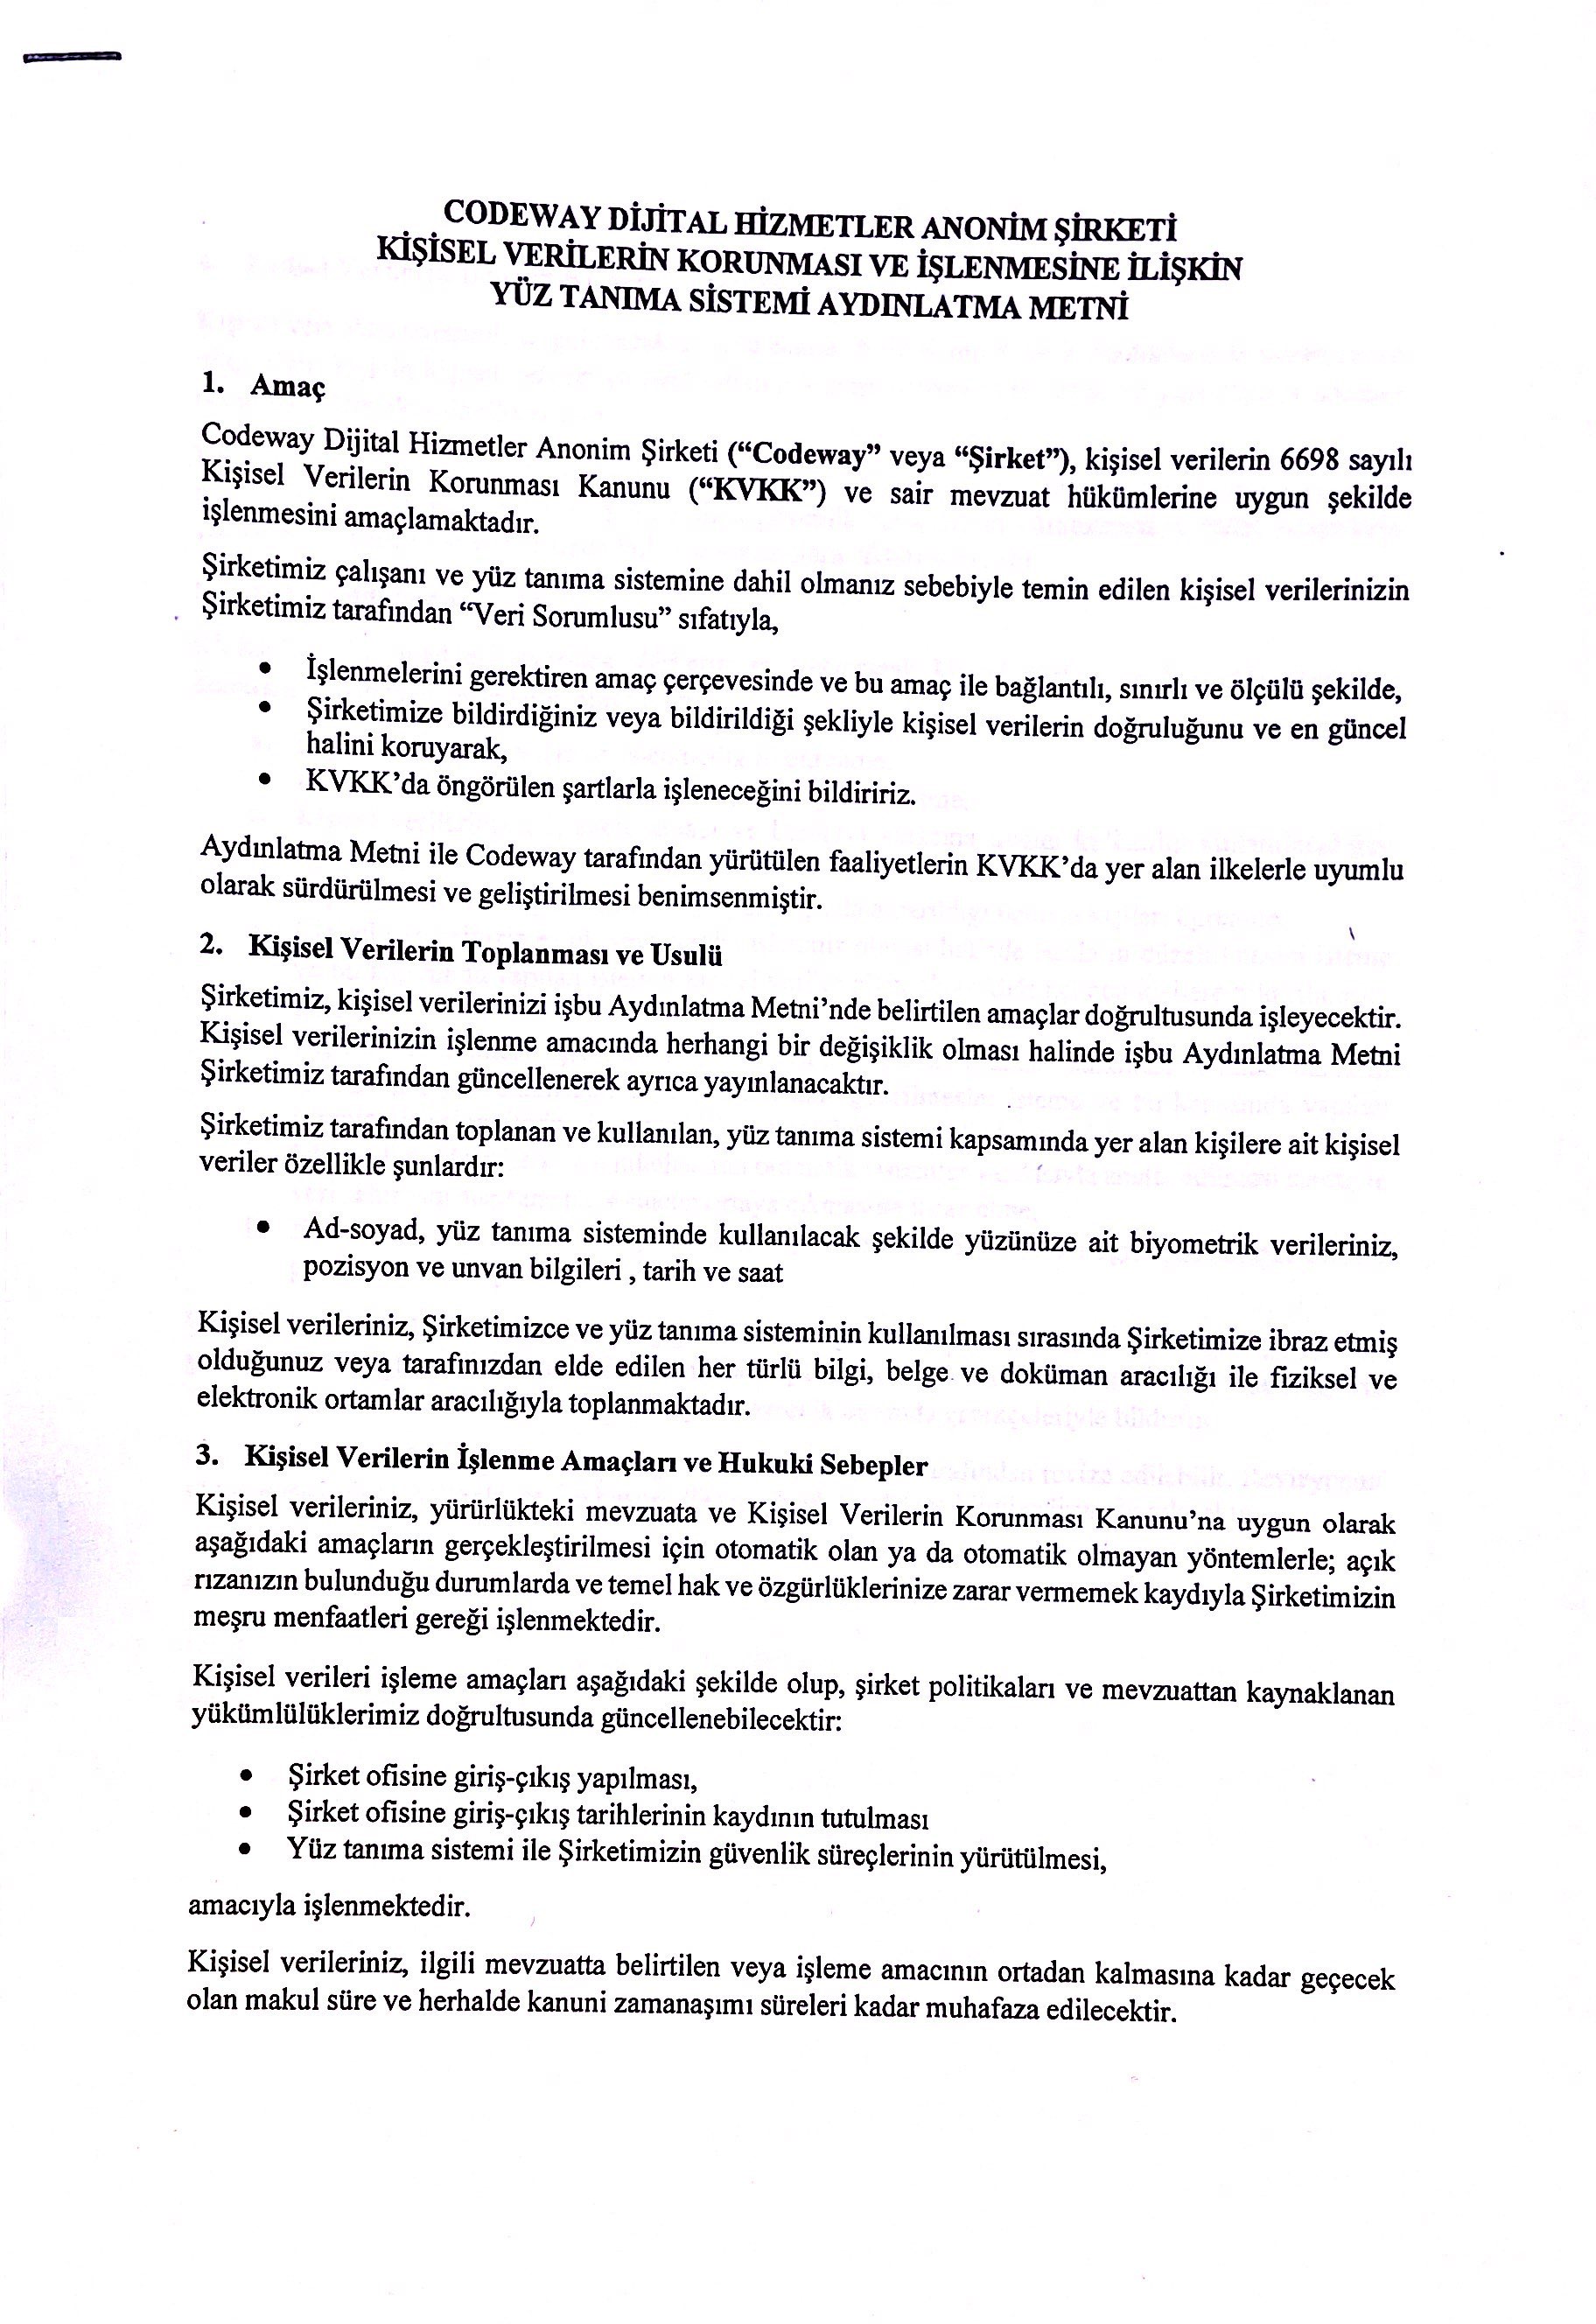 CODEWAY DİJİTAL HİZMETLER ANONİM ŞİRKETİ
KİŞİSEL VERİLERİN KORUNMASI VE İŞLENMESİNE İLİŞKİN
YÜZ TANIMA SİSTEMİ AYDINLATMA METNİ
1. Amaç
Codeway Dijital Hizmetler Anonim Şirketi (“Codeway” veya “Şirket”), kişisel verilerin 6698 sayılı
Kişisel Verilerin Korunması Kanunu (“KVKK”) ve sair mevzuat hükümlerine uygun şekilde
işlenmesini amaçlamaktadır.
Şirketimiz çalışanı ve yüz tanıma sistemine dahil olmanız sebebiyle temin edilen kişisel verilerinizin
Şirketimiz tarafından “Veri Sorumlusu” sıfatıyla,
• İşlenmelerini gerektiren amaç çerçevesinde ve bu amaç ile bağlantılı, sınırlı ve ölçülü şekilde,
• Şirketimize bildirdiğiniz veya bildirildiği şekliyle kişisel verilerin doğruluğunu ve en güncel
halini koruyarak,
• KVKK’da öngörülen şartlarla işleneceğini bildiririz.
Aydınlatma Metni ile Codeway tarafından yürütülen faaliyetlerin KVKK’da yer alan ilkelerle uyumlu
olarak sürdürülmesi ve geliştirilmesi benimsenmiştir.
2. Kişisel Verilerin Toplanması ve Usulü
Şirketimiz, kişisel verilerinizi işbu Aydınlatma Metni’nde belirtilen amaçlar doğrultusunda işleyecektir.
Kişisel verilerinizin işlenme amacında herhangi bir değişiklik olması halinde işbu Aydınlatma Metni
Şirketimiz tarafından güncellenerek ayrıca yayınlanacaktır.
Şirketimiz tarafından toplanan ve kullanılan, yüz tanıma sistemi kapsamında yer alan kişilere ait kişisel
veriler özellikle şunlardır:
• Ad-soyad, yüz tanıma sisteminde kullanılacak şekilde yüzünüze ait biyometrik verileriniz,
pozisyon ve unvan bilgileri , tarih ve saat
Kişisel verileriniz, Şirketimizce ve yüz tanıma sisteminin kullanılması sırasında Şirketimize ibraz etmiş
olduğunuz veya tarafınızdan elde edilen her türlü bilgi, belge ve doküman aracılığı ile fiziksel ve
elektronik ortamlar aracılığıyla toplanmaktadır.
3. Kişisel Verilerin İşlenme Amaçları ve Hukuki Sebepler
Kişisel verileriniz, yürürlükteki mevzuata ve Kişisel Verilerin Korunması Kanunu’na uygun olarak
aşağıdaki amaçların gerçekleştirilmesi için otomatik olan ya da otomatik olmayan yöntemlerle; açık
rızanızın bulunduğu durumlarda ve temel hak ve özgürlüklerinize zarar vermemek kaydıyla Şirketimizin
meşru menfaatleri gereği işlenmektedir.
Kişisel verileri işleme amaçları aşağıdaki şekilde olup, şirket politikaları ve mevzuattan kaynaklanan
yükümlülüklerimiz doğrultusunda güncellenebilecektir:
• Şirket ofisine giriş-çıkış yapılması,
• Şirket ofisine giriş-çıkış tarihlerinin kaydının tutulması
• Yüz tanıma sistemi ile Şirketimizin güvenlik süreçlerinin yürütülmesi,
amacıyla işlenmektedir.
Kişisel verileriniz, ilgili mevzuatta belirtilen veya işleme amacının ortadan kalmasına kadar geçecek
olan makul süre ve herhalde kanuni zamanaşımı süreleri kadar muhafaza edilecektir.